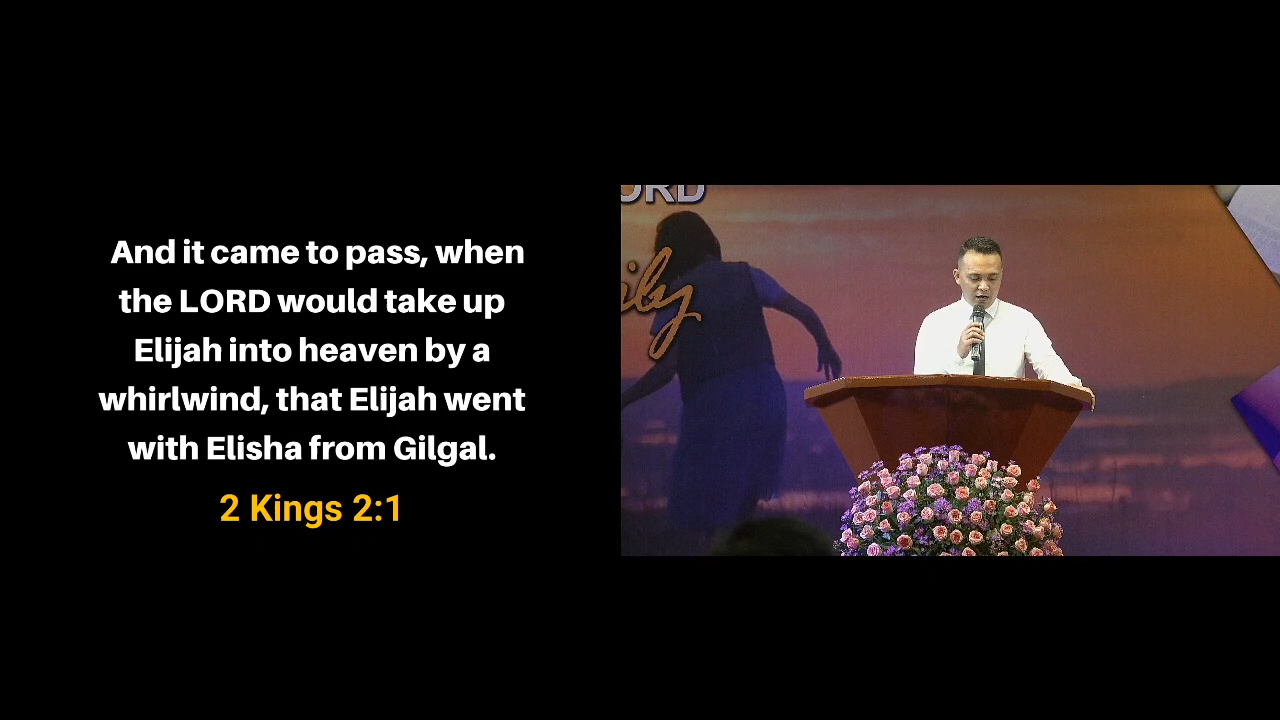 And it came to pass, when
the LORD would take up
Elijah into heaven by a
whirlwind, that Elijah went
with Elisha from Gilgal.
2 Kings 2:1